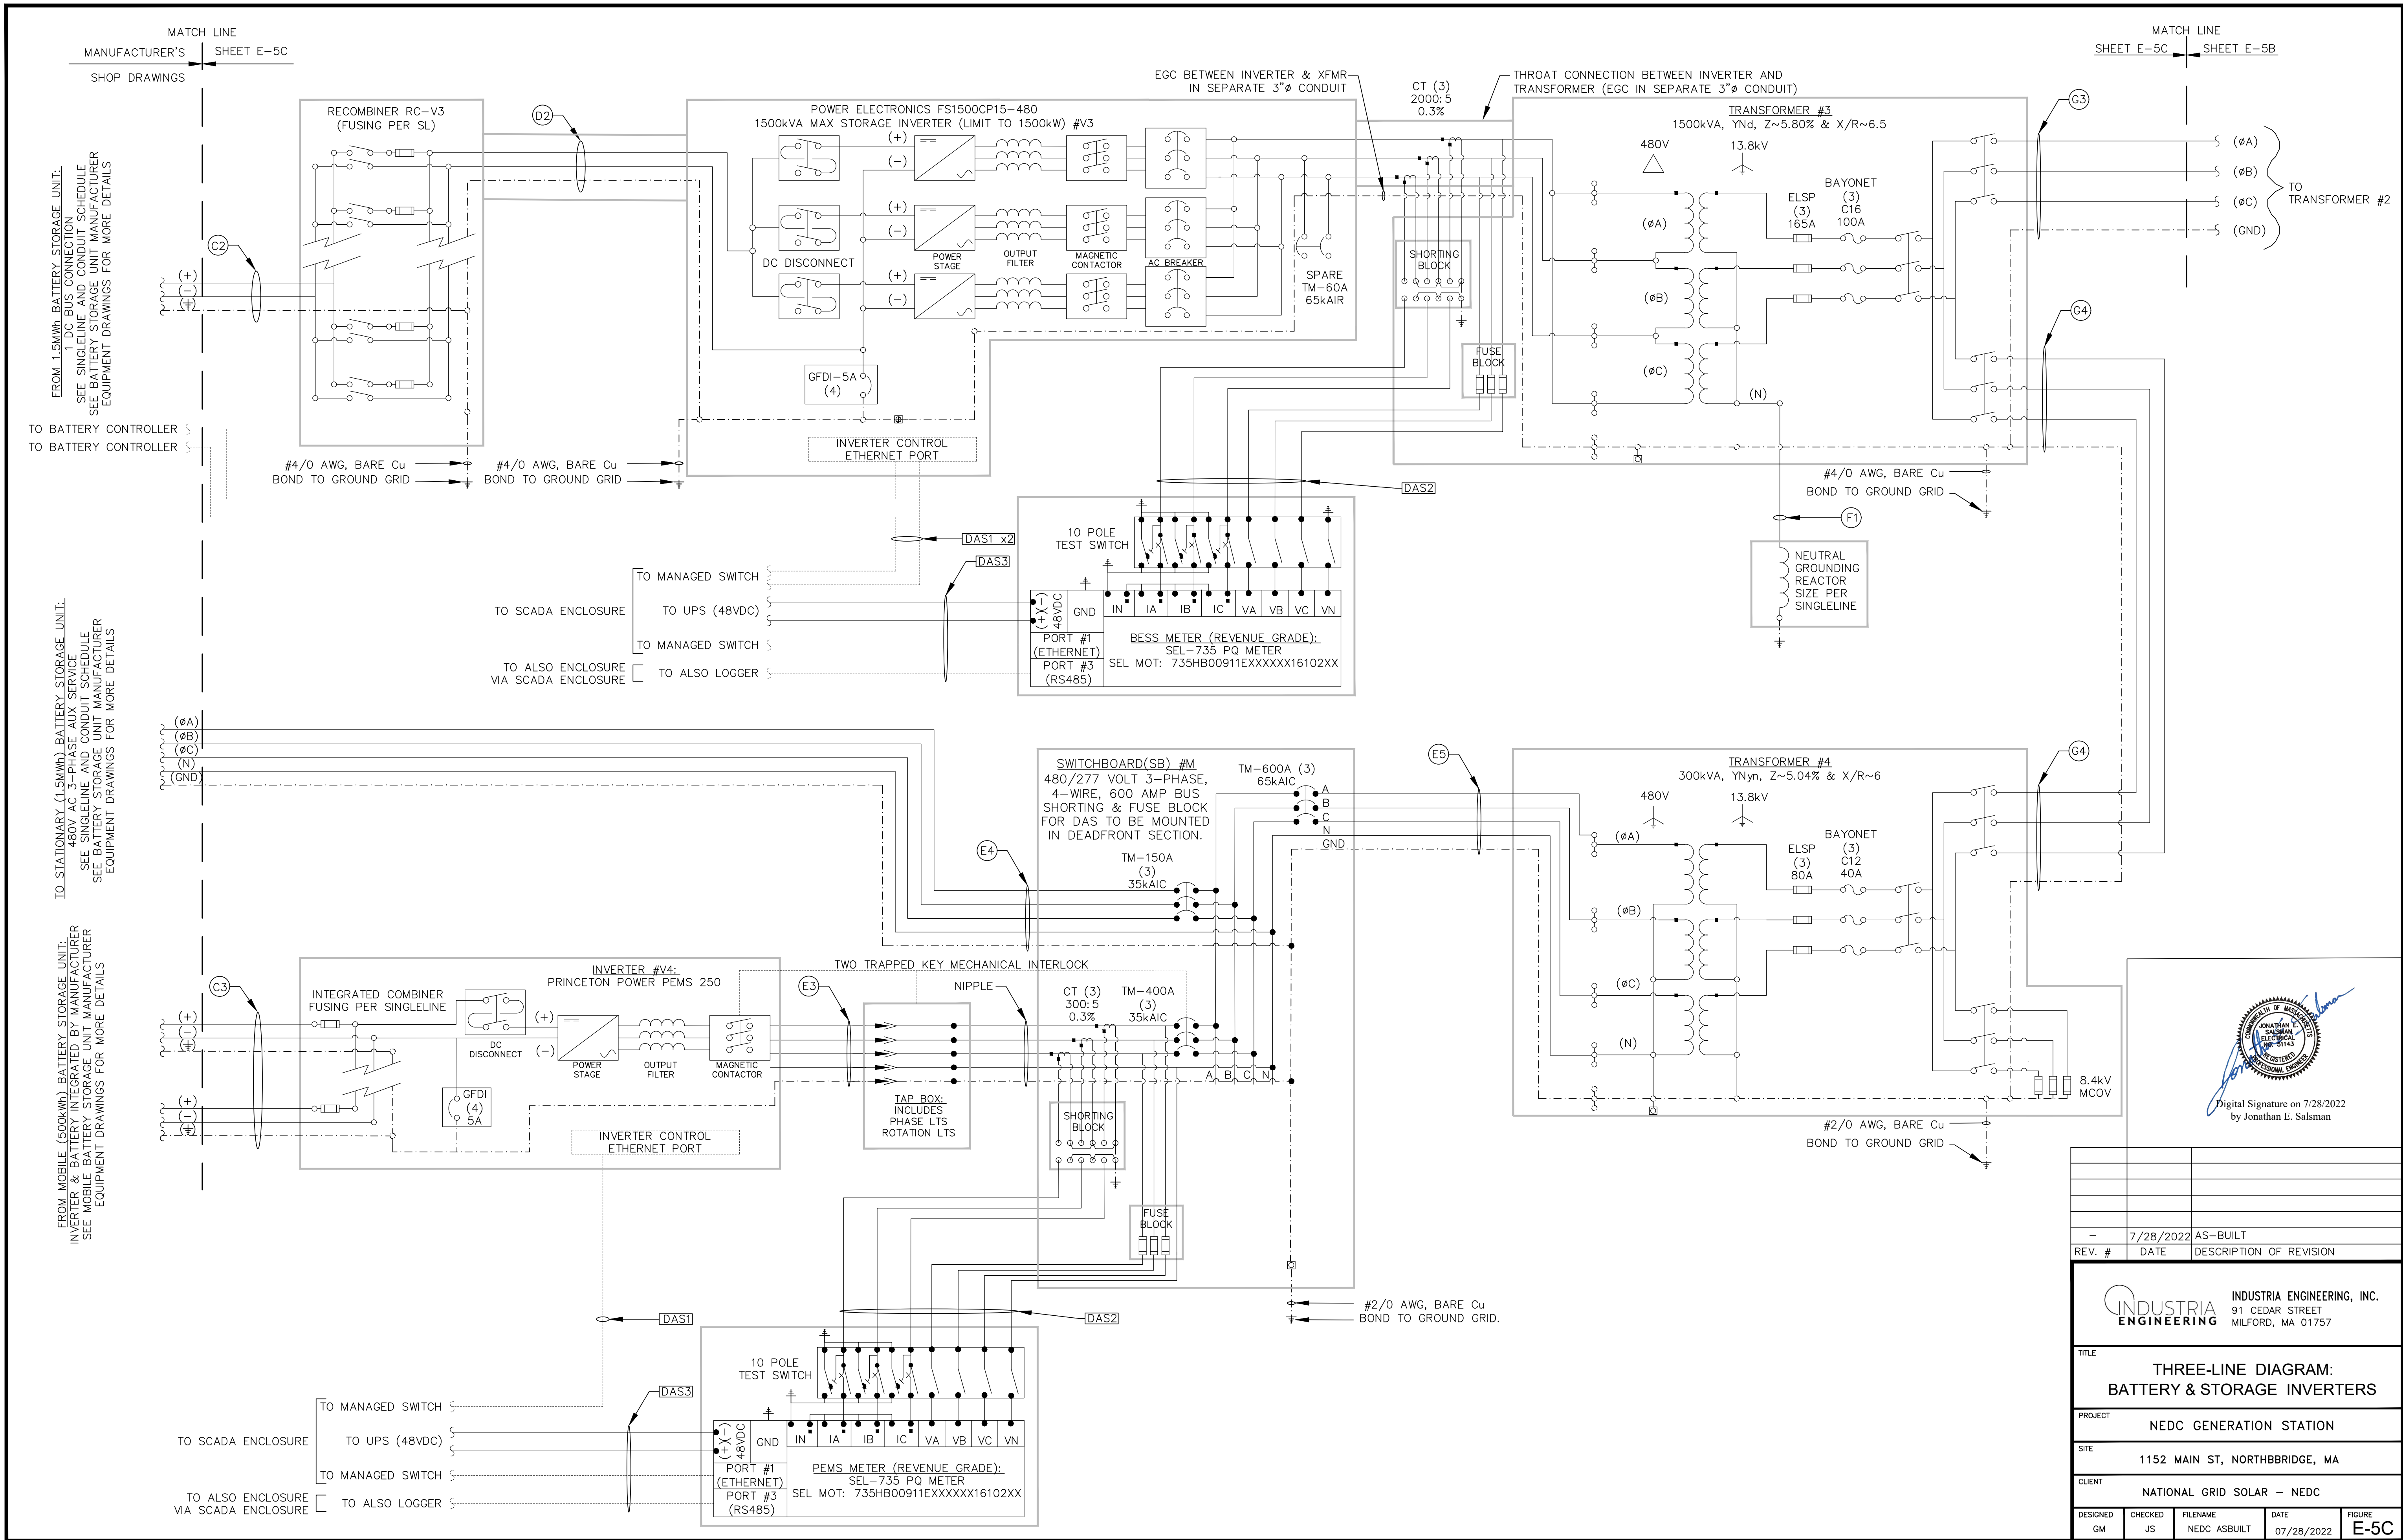 MATCH LINE
MANUFACTURER'S
SHEET E-5C
SHOP DRAWINGS
MATCH LINE
SHEET E-5C
SHEET E-5B
FROM 1.5MWh BATTERY STORAGE UNIT:
1 DC BUS CONNECTION
SEE SINGLELINE AND CONDUIT SCHEDULE
SEE BATTERY STORAGE UNIT MANUFACTURER
EQUIPMENT DRAWINGS FOR MORE DETAILS
C2
(+)
(-)
RECOMBINER RC-V3
(FUSING PER SL)
D2
TO BATTERY CONTROLLER
TO BATTERY CONTROLLER
#4/0 AWG, BARE Cu
BOND TO GROUND GRID
#4/0 AWG, BARE Cu
BOND TO GROUND GRID
POWER ELECTRONICS FS1500CP15-480
1500kVA MAX STORAGE INVERTER (LIMIT TO 1500kW) #V3
(+)
(-)
(+)
(-)
(+)
(-)
DC DISCONNECT
POWER
STAGE
OUTPUT
FILTER
MAGNETIC
CONTACTOR
AC BREAKER
GFDI-5A
(4)
INVERTER CONTROL
ETHERNET PORT
SPARE
TM-60A
65kAIR
EGC BETWEEN INVERTER & XFMR
IN SEPARATE 3"ø CONDUIT
CT (3)
2000:5
0.3%
THROAT CONNECTION BETWEEN INVERTER AND
TRANSFORMER (EGC IN SEPARATE 3"ø CONDUIT)
SHORTING
BLOCK
FUSE
BLOCK
TRANSFORMER #3
1500kVA, YNd, Z~5.80% & X/R~6.5
480V
13.8kV
ELSP
(3)
165A
BAYONET
(3)
C16
100A
(øA)
(øB)
(øC)
(N)
G3
(øA)
(øB)
(øC)
(GND)
TO
TRANSFORMER #2
G4
#4/0 AWG, BARE Cu
BOND TO GROUND GRID
F1
NEUTRAL
GROUNDING
REACTOR
SIZE PER
SINGLELINE
DAS2
DAS1 x2
DAS3
10 POLE
TEST SWITCH
TO SCADA ENCLOSURE
TO MANAGED SWITCH
TO UPS (48VDC)
TO MANAGED SWITCH
TO ALSO ENCLOSURE
VIA SCADA ENCLOSURE
TO ALSO LOGGER
(+)(-)
48VDC
GND
IN
IA
IB
IC
VA
VB
VC
VN
PORT #1
(ETHERNET)
PORT #3
(RS485)
BESS METER (REVENUE GRADE):
SEL-735 PQ METER
SEL MOT: 735HB00911EXXXXXX16102XX
TO STATIONARY (1.5MWh) BATTERY STORAGE UNIT:
480V AC 3-PHASE AUX SERVICE
SEE SINGLELINE AND CONDUIT SCHEDULE
SEE BATTERY STORAGE UNIT MANUFACTURER
EQUIPMENT DRAWINGS FOR MORE DETAILS
(øA)
(øB)
(øC)
(N)
(GND)
SWITCHBOARD(SB) #M
480/277 VOLT 3-PHASE,
4-WIRE, 600 AMP BUS
SHORTING & FUSE BLOCK
FOR DAS TO BE MOUNTED
IN DEADFRONT SECTION.
TM-600A (3)
65kAIC
A
B
C
N
GND
TM-150A
(3)
35kAIC
E4
E5
TRANSFORMER #4
300kVA, YNyn, Z~5.04% & X/R~6
480V
13.8kV
ELSP
(3)
80A
BAYONET
(3)
C12
40A
(øA)
(øB)
(øC)
(N)
G4
8.4kV
MCOV
#2/0 AWG, BARE Cu
BOND TO GROUND GRID
FROM MOBILE (500kWh) BATTERY STORAGE UNIT:
INVERTER & BATTERY INTEGRATED BY MANUFACTURER
SEE MOBILE BATTERY STORAGE UNIT MANUFACTURER
EQUIPMENT DRAWINGS FOR MORE DETAILS
C3
(+)
(-)
(+)
(-)
INVERTER #V4:
PRINCETON POWER PEMS 250
INTEGRATED COMBINER
FUSING PER SINGLELINE
DC
DISCONNECT
(+)
(-)
POWER
STAGE
OUTPUT
FILTER
MAGNETIC
CONTACTOR
GFDI
(4)
5A
INVERTER CONTROL
ETHERNET PORT
TWO TRAPPED KEY MECHANICAL INTERLOCK
E3
NIPPLE
TAP BOX:
INCLUDES
PHASE LTS
ROTATION LTS
CT (3)
300:5
0.3%
TM-400A
(3)
35kAIC
A B C N
SHORTING
BLOCK
FUSE
BLOCK
#2/0 AWG, BARE Cu
BOND TO GROUND GRID.
DAS1
DAS2
DAS3
10 POLE
TEST SWITCH
TO SCADA ENCLOSURE
TO MANAGED SWITCH
TO UPS (48VDC)
TO MANAGED SWITCH
TO ALSO ENCLOSURE
VIA SCADA ENCLOSURE
TO ALSO LOGGER
(+)(-)
48VDC
GND
IN
IA
IB
IC
VA
VB
VC
VN
PORT #1
(ETHERNET)
PORT #3
(RS485)
PEMS METER (REVENUE GRADE):
SEL-735 PQ METER
SEL MOT: 735HB00911EXXXXXX16102XX
COMMONWEALTH OF MASSACHUSETTS
JONATHAN E.
SALSMAN
ELECTRICAL
NO. 51143
REGISTERED
PROFESSIONAL ENGINEER
Digital Signature on 7/28/2022
by Jonathan E. Salsman
- 7/28/2022 AS-BUILT
REV. # DATE DESCRIPTION OF REVISION
INDUSTRIA
ENGINEERING
INDUSTRIA ENGINEERING, INC.
91 CEDAR STREET
MILFORD, MA 01757
TITLE
THREE-LINE DIAGRAM:
BATTERY & STORAGE INVERTERS
PROJECT
NEDC GENERATION STATION
SITE
1152 MAIN ST, NORTHBBRIDGE, MA
CLIENT
NATIONAL GRID SOLAR - NEDC
DESIGNED
GM
CHECKED
JS
FILENAME
NEDC ASBUILT
DATE
07/28/2022
FIGURE
E-5C